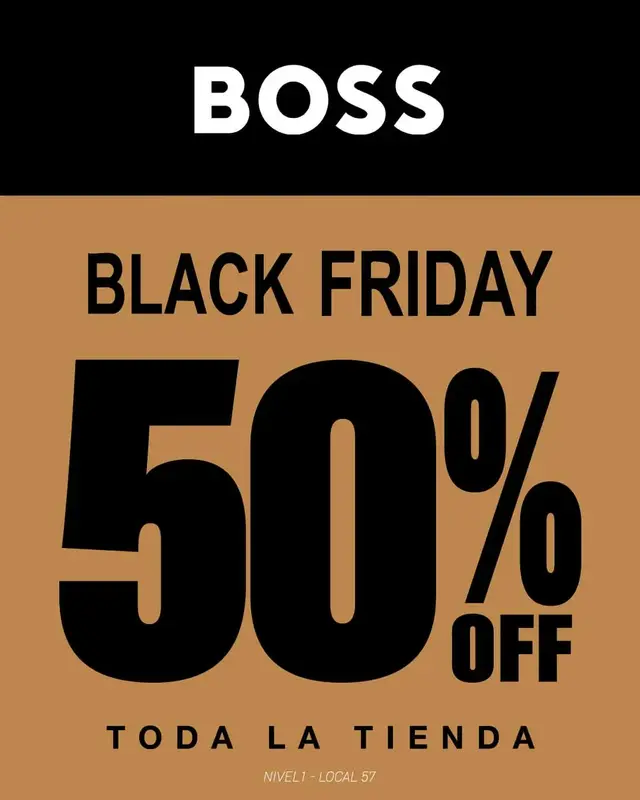 BOSS
BLACK FRIDAY
50%
OFF
TODA LA TIENDA
NIVEL1 - LOCAL 57